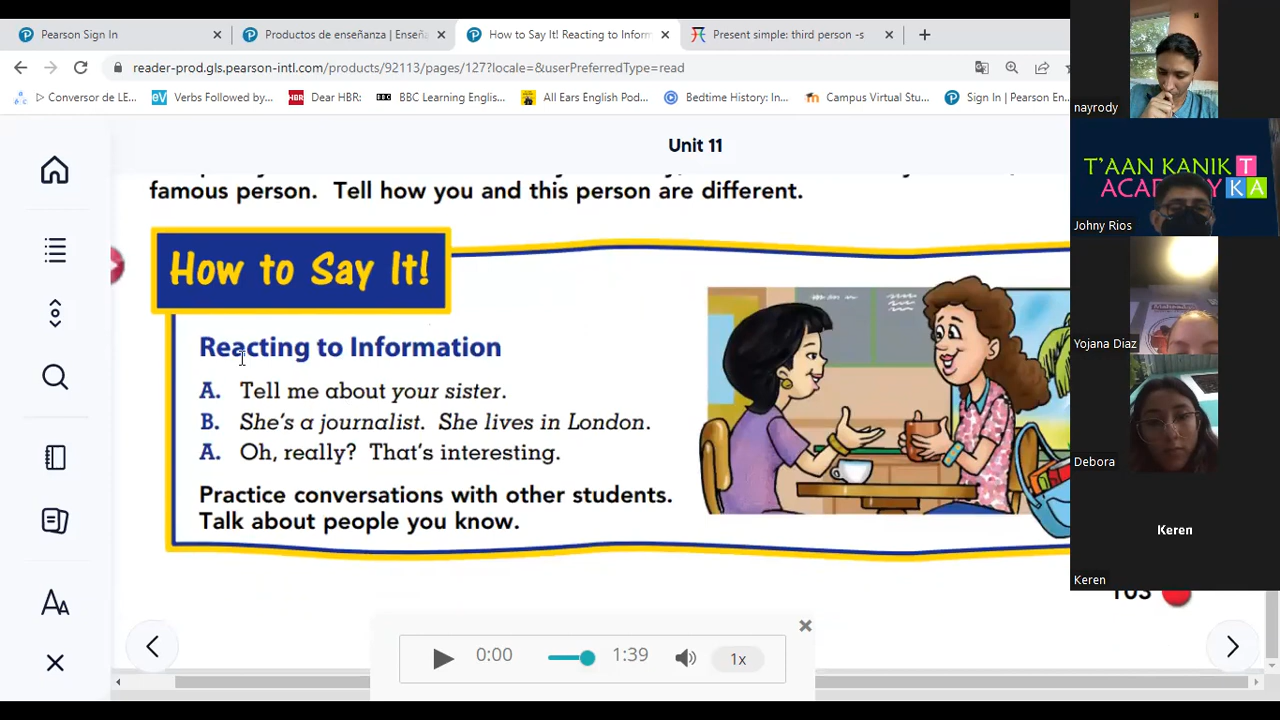 Pearson Sign In
Productos de enseñanza | Enseña
How to Say It! Reacting to Inform
Present simple: third person -s
reader-prod.gls.pearson-intl.com/products/92113/pages/127?locale=&userPreferredType=read
Conversor de LE...
Verbs Followed by...
HBR
Dear HBR:
BBC
BBC Learning Englis...
All Ears English Pod...
Bedtime History: In...
Campus Virtual Stu...
Sign In | Pearson En
Unit 11
famous person. Tell how you and this person are different.
How to Say It!
Reacting to Information
A. Tell me about your sister.
B. She's a journalist. She lives in London.
A. Oh, really? That's interesting.
Practice conversations with other students.
Talk about people you know.
103
0:00
1:39
1x
nayrody
T'AAN KANIK T
ACADEMY KA
Johny Rios
Yojana Diaz
Debora
Keren
Keren